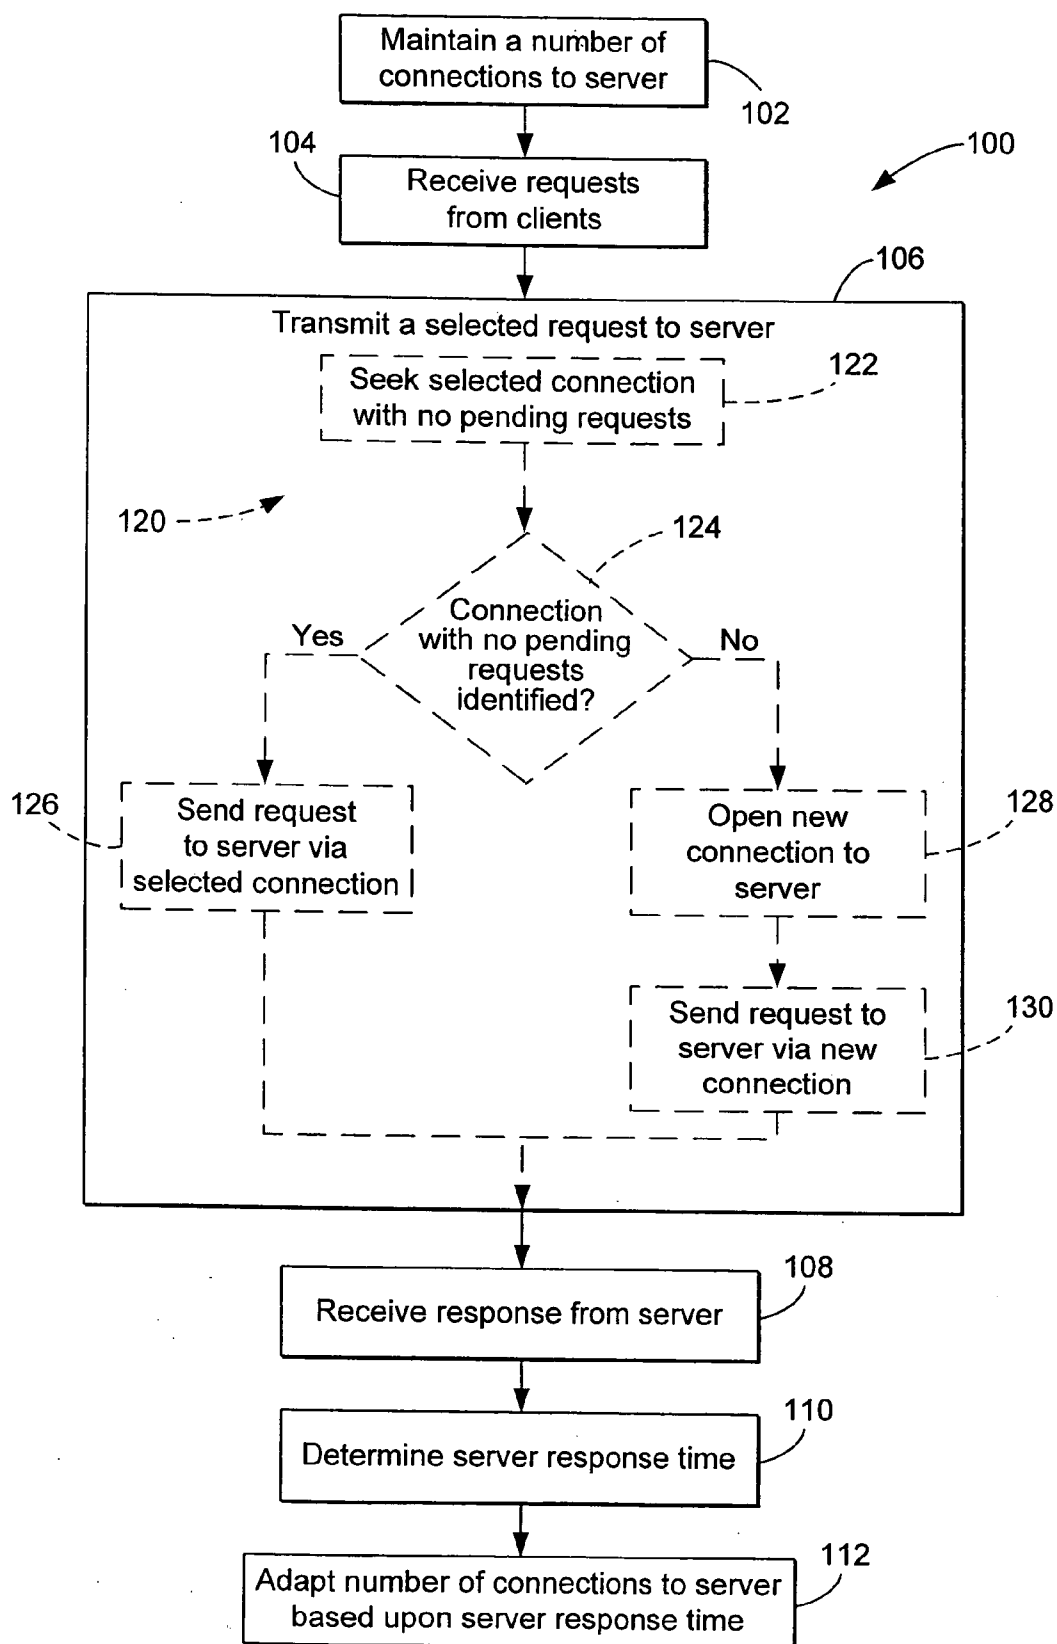 Maintain a number of
connections to server
102
104
100
Receive requests
from clients
106
Transmit a selected request to server
Seek selected connection
with no pending requests
122
120
124
Connection
with no pending
requests
identified?
Yes
No
126
Send request
to server via
selected connection
Open new
connection to
server
128
Send request to
server via new
connection
130
108
Receive response from server
110
Determine server response time
112
Adapt number of connections to server
based upon server response time